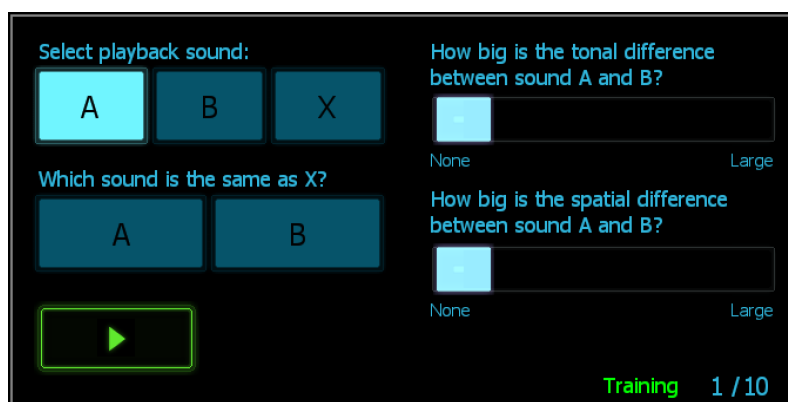 Select playback sound:
A B X
Which sound is the same as X?
A B
How big is the tonal difference
between sound A and B?
None Large
How big is the spatial difference
between sound A and B?
None Large
Training 1 / 10